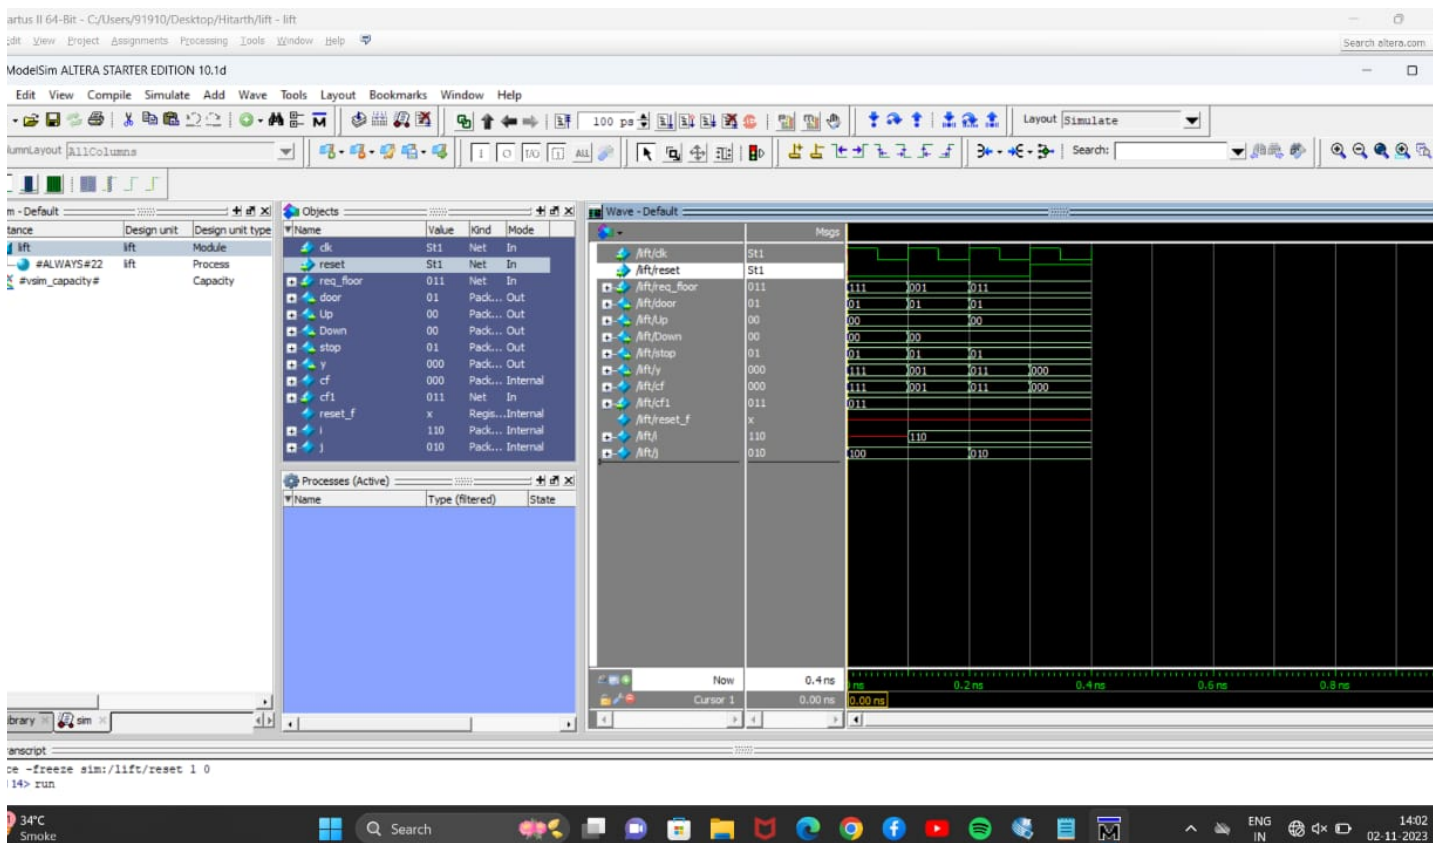 artus II 64-Bit - C:/Users/91910/Desktop/Hitarth/lift - lift
Edit View Project Assignments Processing Tools Window Help
Search altera.com
ModelSim ALTERA STARTER EDITION 10.1d
Edit View Compile Simulate Add Wave Tools Layout Bookmarks Window Help
100 ps Layout Simulate
lumnLayout AllColumns Search:
m - Default
tance Design unit Design unit type
lift lift Module
#ALWAYS#22 lift Process
#vsim_capacity# Capacity
Objects
Name Value Kind Mode
clk St1 Net In
reset St1 Net In
req_floor 011 Net In
door 01 Pack... Out
Up 00 Pack... Out
Down 00 Pack... Out
stop 01 Pack... Out
y 000 Pack... Out
cf 000 Pack... Internal
cf1 011 Net In
reset_f x Regis... Internal
i 110 Pack... Internal
j 010 Pack... Internal
Processes (Active)
Name Type (filtered) State
Wave - Default
Msgs
/lift/clk St1
/lift/reset St1
/lift/req_floor 011 111 001 011
/lift/door 01 01 01 01
/lift/Up 00 00 00
/lift/Down 00 00 00
/lift/stop 01 01 01 01
/lift/y 000 111 001 011 000
/lift/cf 000 111 001 011 000
/lift/cf1 011 011
/lift/reset_f x
/lift/i 110 110
/lift/j 010 100 010
Now 0.4 ns ns 0.2 ns 0.4 ns 0.6 ns 0.8 ns
Cursor 1 0.00 ns 0.00 ns
ibrary sim
anscript
ce -freeze sim:/lift/reset 1 0
14> run
34°C
Smoke
Search
ENG
IN
14:02
02-11-2023